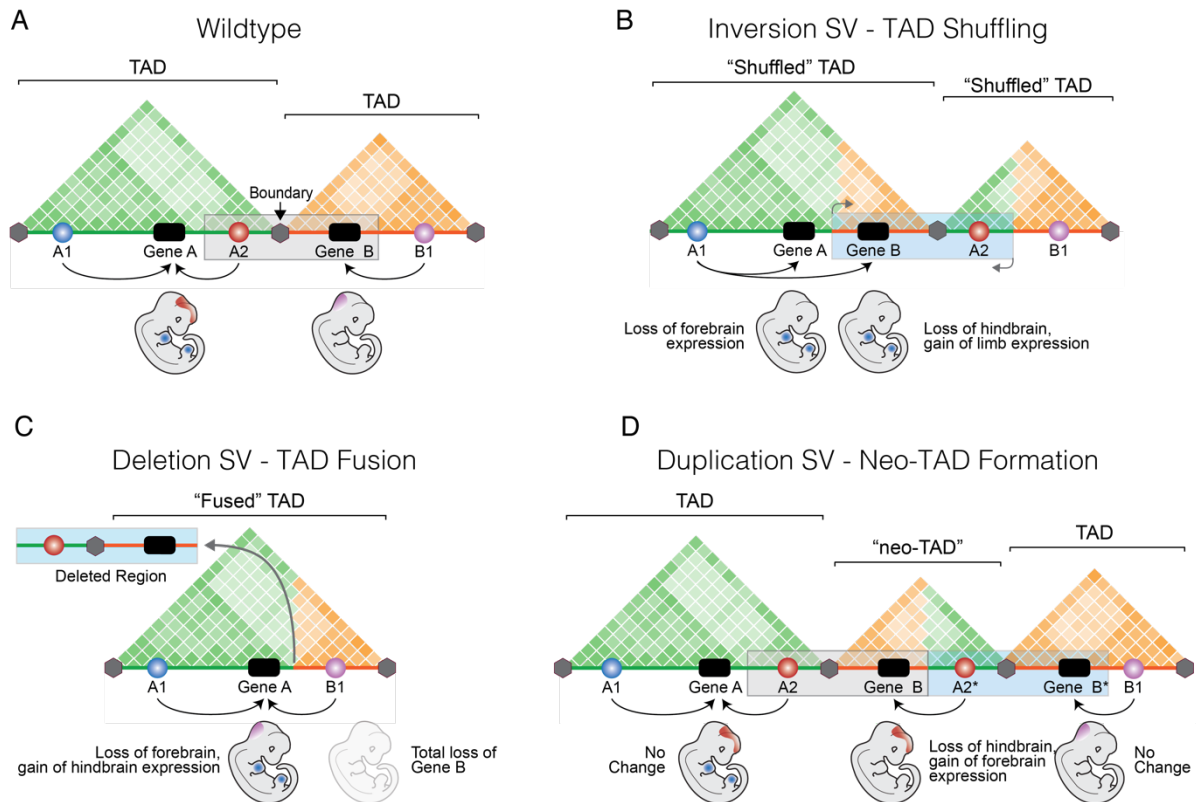 A
Wildtype
TAD
TAD
Boundary
A1
Gene A
A2
Gene B
B1
B
Inversion SV - TAD Shuffling
“Shuffled” TAD
“Shuffled” TAD
A1
Gene A
Gene B
A2
B1
Loss of forebrain
expression
Loss of hindbrain,
gain of limb expression
C
Deletion SV - TAD Fusion
“Fused” TAD
Deleted Region
A1
Gene A
B1
Loss of forebrain,
gain of hindbrain expression
Total loss of
Gene B
D
Duplication SV - Neo-TAD Formation
TAD
“neo-TAD”
TAD
A1
Gene A
A2
Gene B
A2*
Gene B*
B1
No
Change
Loss of hindbrain,
gain of forebrain
expression
No
Change